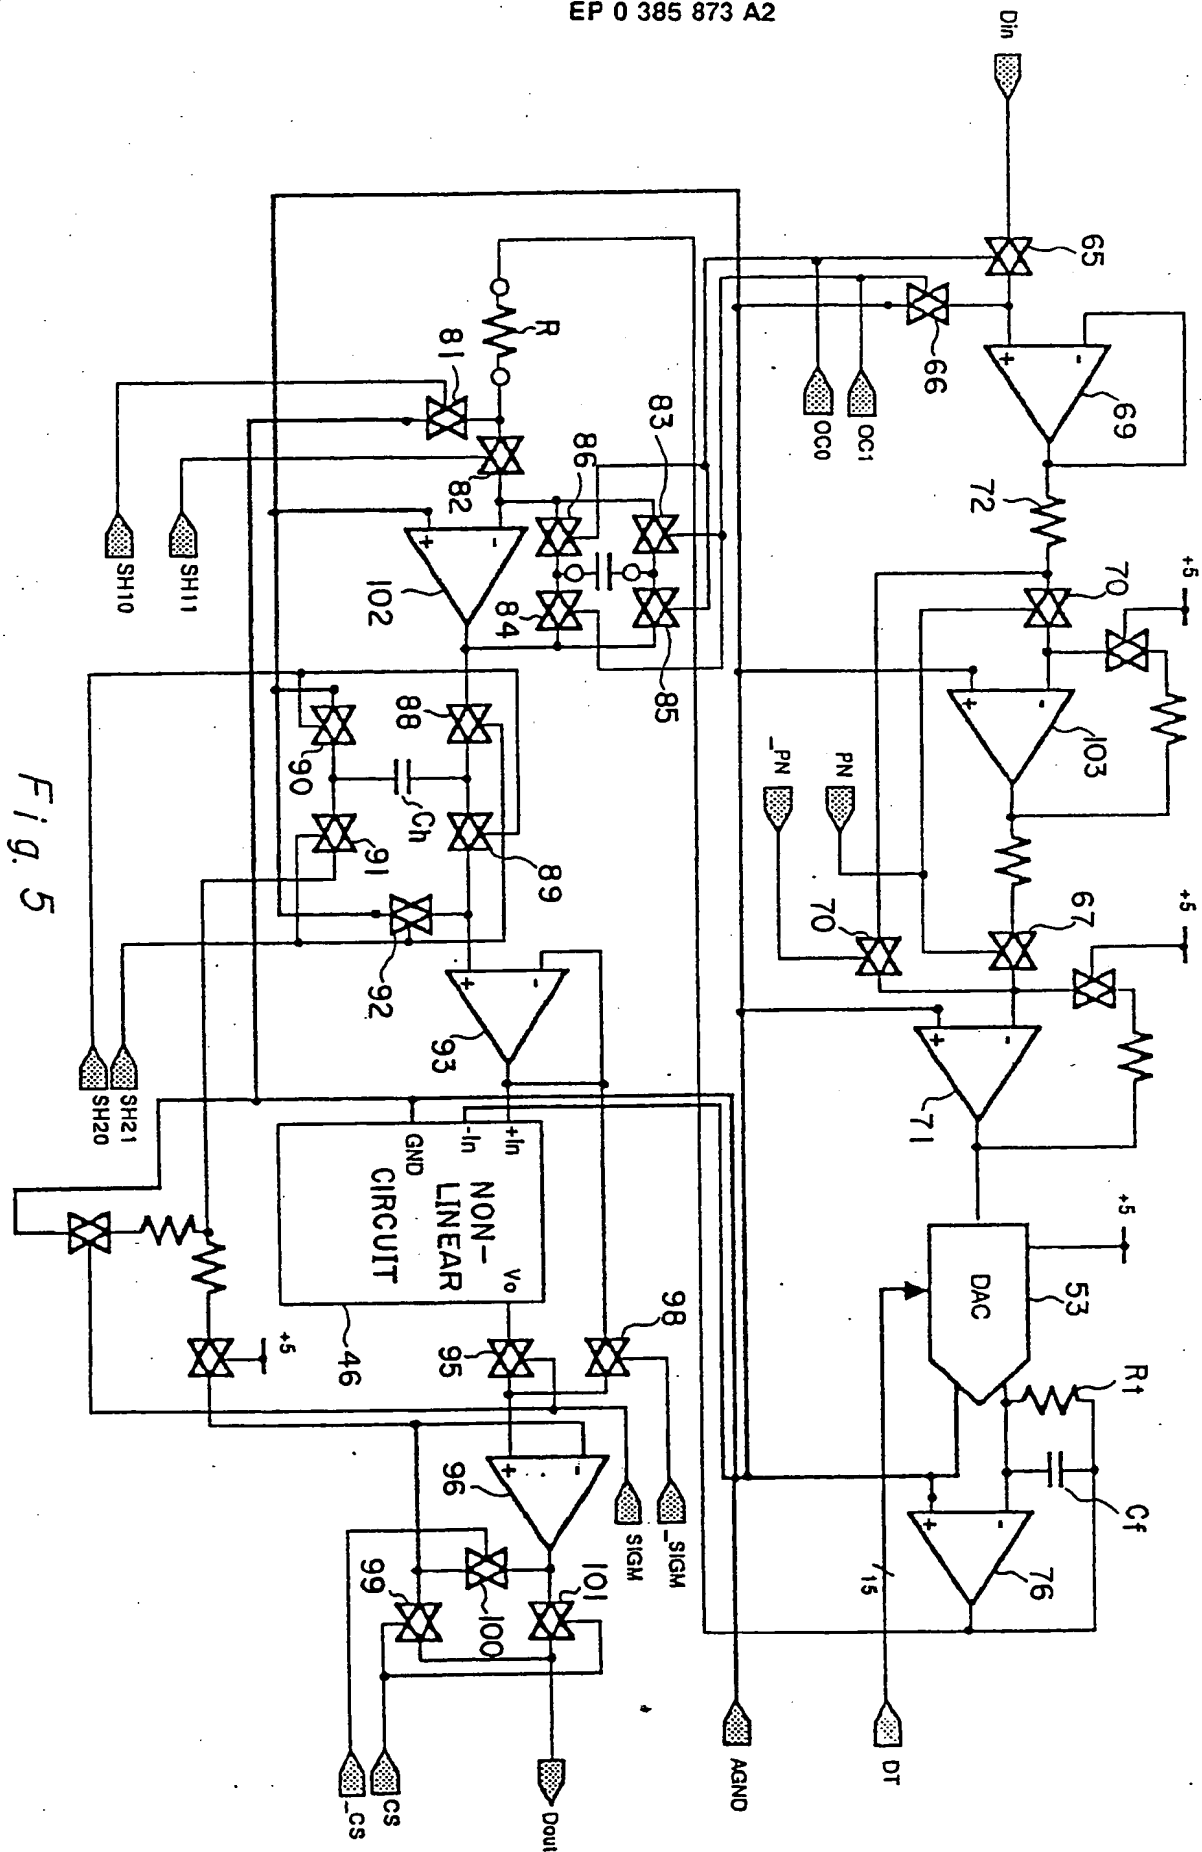 EP 0 385 873 A2
Din
65
66
OC0
OC1
+
-
69
72
+5
70
+
-
103
PN
_PN
+5
67
70
+
-
71
+5
DAC
53
Rt
Cf
+
-
76
15
DT
AGND
R
81
82
83
86
84
85
+
-
102
SH10
SH11
88
89
90
91
Ch
92
+
-
93
SH20
SH21
+In
-In
GND
NON-
LINEAR
CIRCUIT
Vo
46
+5
95
98
+
-
96
SIGM
_SIGM
99
100
101
CS
_CS
Dout
Fig. 5